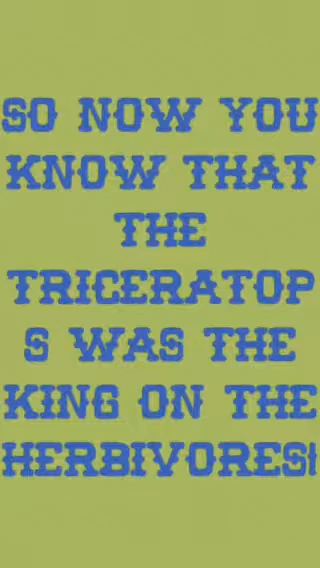 SO NOW YOU
KNOW THAT
THE
TRICERATOP
S WAS THE
KING ON THE
HERBIVORES!